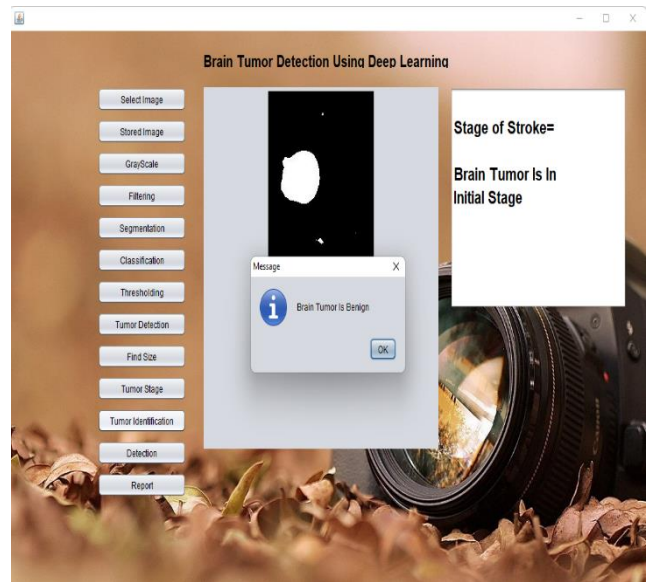 Brain Tumor Detection Using Deep Learning
Select Image
Stored Image
GrayScale
Filtering
Segmentation
Classification
Thresholding
Tumor Detection
Find Size
Tumor Stage
Tumor Identification
Detection
Report
Message
X
i
Brain Tumor Is Benign
OK
Stage of Stroke=
Brain Tumor Is In
Initial Stage